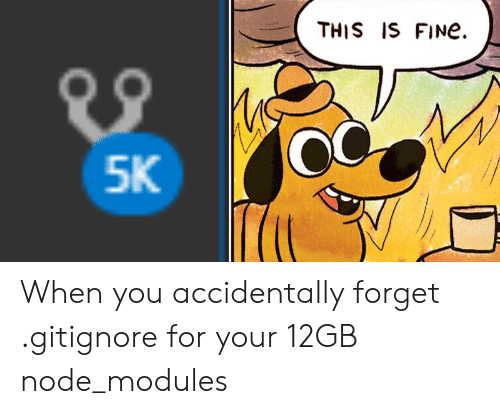 5K
THIS IS FINe.
When you accidentally forget
.gitignore for your 12GB
node_modules